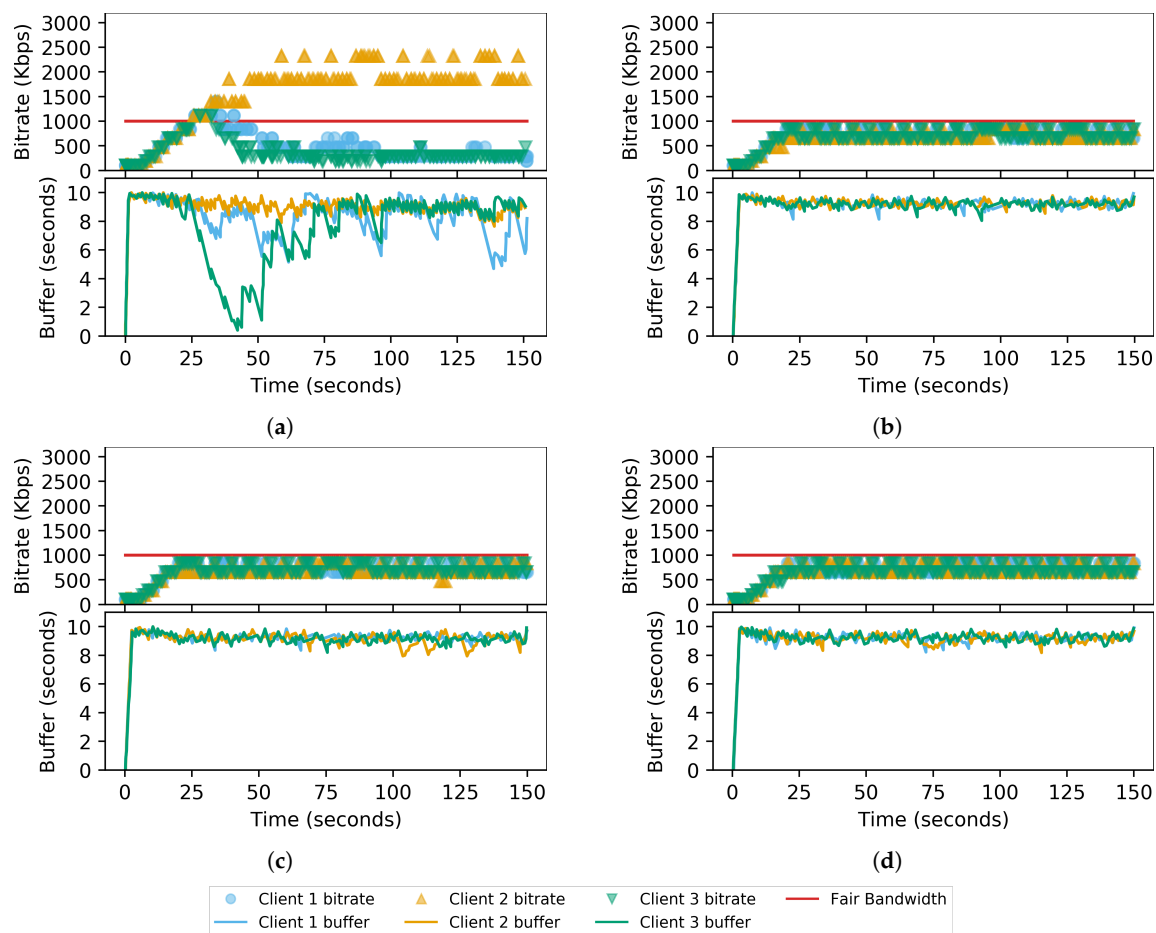 3000
2500
2000
1500
1000
500
0
Bitrate (Kbps)
10
8
6
4
2
0
Buffer (seconds)
0 25 50 75 100 125 150
Time (seconds)
(a)
3000
2500
2000
1500
1000
500
0
Bitrate (Kbps)
10
8
6
4
2
0
Buffer (seconds)
0 25 50 75 100 125 150
Time (seconds)
(b)
3000
2500
2000
1500
1000
500
0
Bitrate (Kbps)
10
8
6
4
2
0
Buffer (seconds)
0 25 50 75 100 125 150
Time (seconds)
(c)
3000
2500
2000
1500
1000
500
0
Bitrate (Kbps)
10
8
6
4
2
0
Buffer (seconds)
0 25 50 75 100 125 150
Time (seconds)
(d)
Client 1 bitrate Client 2 bitrate Client 3 bitrate Fair Bandwidth
Client 1 buffer Client 2 buffer Client 3 buffer